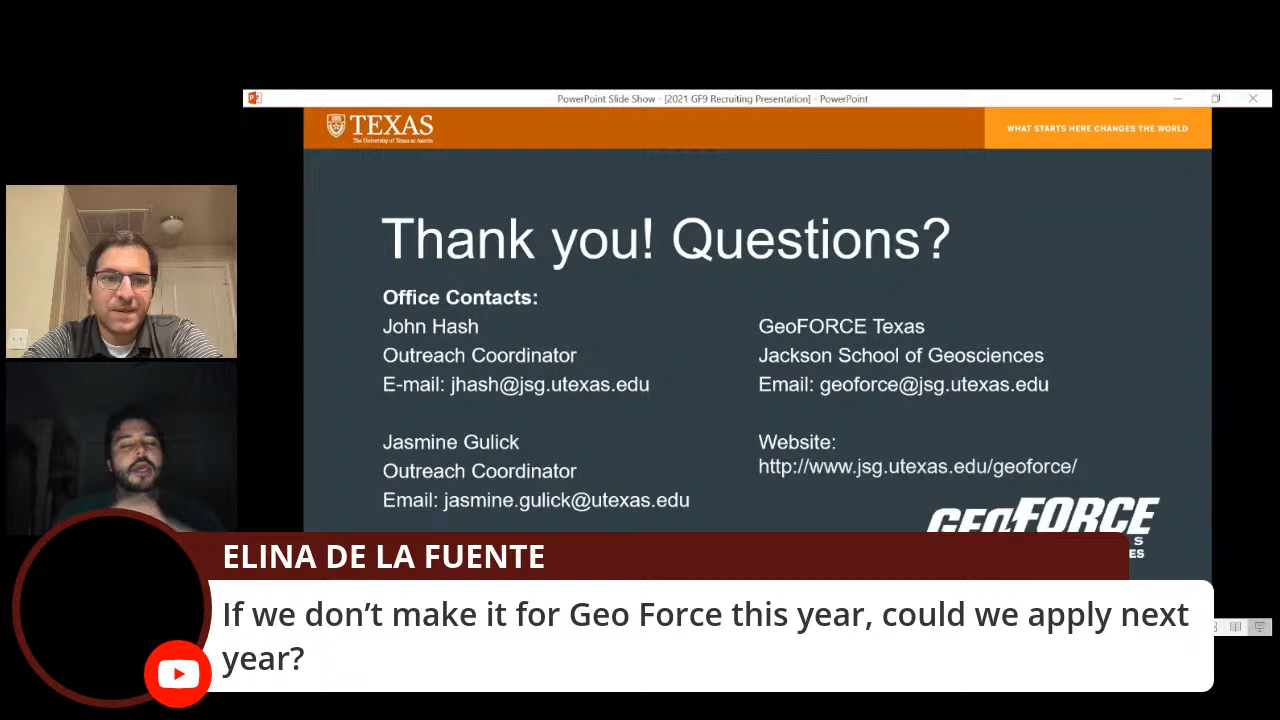 PowerPoint Slide Show - [2021 GF9 Recruiting Presentation] - PowerPoint
TEXAS
The University of Texas at Austin
WHAT STARTS HERE CHANGES THE WORLD
Thank you! Questions?
Office Contacts:
John Hash
Outreach Coordinator
E-mail: jhash@jsg.utexas.edu
Jasmine Gulick
Outreach Coordinator
Email: jasmine.gulick@utexas.edu
GeoFORCE Texas
Jackson School of Geosciences
Email: geoforce@jsg.utexas.edu
Website:
http://www.jsg.utexas.edu/geoforce/
GEOFORCE
S
ES
ELINA DE LA FUENTE
If we don’t make it for Geo Force this year, could we apply next
year?